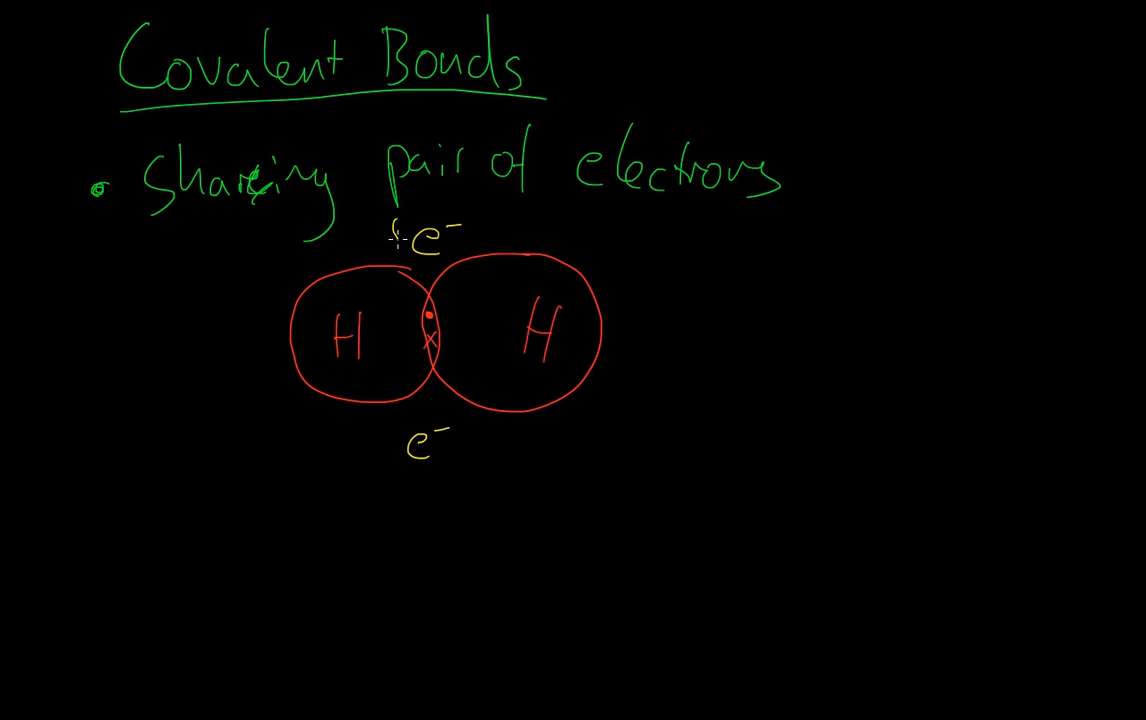 Covalent Bonds
• Sharing pair of electrons
e⁻
H x H
e⁻